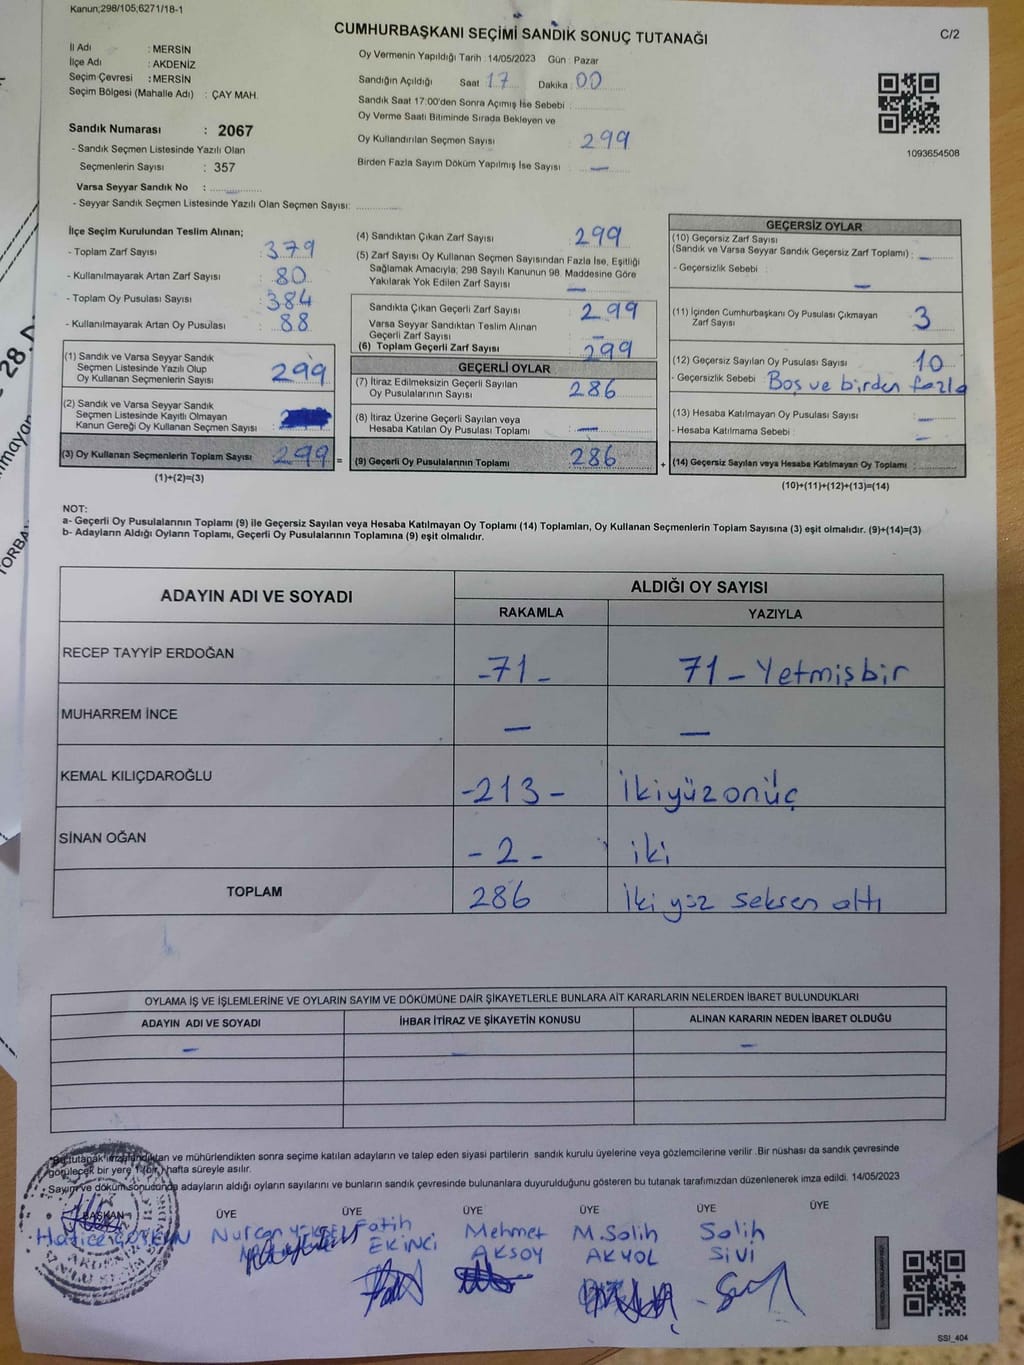 Kanun;298/105;6271/18-1
CUMHURBAŞKANI SEÇİMİ SANDIK SONUÇ TUTANAĞI
C/2
İl Adı : MERSİN
İlçe Adı : AKDENİZ
Seçim Çevresi : MERSİN
Seçim Bölgesi (Mahalle Adı) : ÇAY MAH.
Sandık Numarası : 2067
- Sandık Seçmen Listesinde Yazılı Olan
Seçmenlerin Sayısı : 357
Varsa Seyyar Sandık No :
- Seyyar Sandık Seçmen Listesinde Yazılı Olan Seçmen Sayısı:
Oy Vermenin Yapıldığı Tarih : 14/05/2023 Gün : Pazar
Sandığın Açıldığı Saat 17 Dakika : 00
Sandık Saat 17:00'den Sonra Açımış İse Sebebi :
Oy Verme Saati Bitiminde Sırada Bekleyen ve
Oy Kullandırılan Seçmen Sayısı : 299
Birden Fazla Sayım Döküm Yapılmış İse Sayısı : —
1093654508
İlçe Seçim Kurulundan Teslim Alınan;
- Toplam Zarf Sayısı : 379
- Kullanılmayarak Artan Zarf Sayısı : 80
- Toplam Oy Pusulası Sayısı : 384
- Kullanılmayarak Artan Oy Pusulası : 88
(1) Sandık ve Varsa Seyyar Sandık
Seçmen Listesinde Yazılı Olup
Oy Kullanan Seçmenlerin Sayısı : 299
(2) Sandık ve Varsa Seyyar Sandık
Seçmen Listesinde Kayıtlı Olmayan
Kanun Gereği Oy Kullanan Seçmen Sayısı :
(3) Oy Kullanan Seçmenlerin Toplam Sayısı : 299 =
(1)+(2)=(3)
(4) Sandıktan Çıkan Zarf Sayısı : 299
(5) Zarf Sayısı Oy Kullanan Seçmen Sayısından Fazla İse, Eşitliği
Sağlamak Amacıyla; 298 Sayılı Kanunun 98. Maddesine Göre
Yakılarak Yok Edilen Zarf Sayısı : —
Sandıkta Çıkan Geçerli Zarf Sayısı : 299
Varsa Seyyar Sandıktan Teslim Alınan
Geçerli Zarf Sayısı : —
(6) Toplam Geçerli Zarf Sayısı : 299
GEÇERLİ OYLAR
(7) İtiraz Edilmeksizin Geçerli Sayılan
Oy Pusulalarının Sayısı : 286
(8) İtiraz Üzerine Geçerli Sayılan veya
Hesaba Katılan Oy Pusulası Toplamı : —
(9) Geçerli Oy Pusulalarının Toplamı : 286 +
GEÇERSİZ OYLAR
(10) Geçersiz Zarf Sayısı
(Sandık ve Varsa Seyyar Sandık Geçersiz Zarf Toplamı) : —
- Geçersizlik Sebebi :
—
(11) İçinden Cumhurbaşkanı Oy Pusulası Çıkmayan
Zarf Sayısı : 3
(12) Geçersiz Sayılan Oy Pusulası Sayısı : 10
- Geçersizlik Sebebi : Boş ve birden fazla
(13) Hesaba Katılmayan Oy Pusulası Sayısı : —
- Hesaba Katılmama Sebebi : —
(14) Geçersiz Sayılan veya Hesaba Katılmayan Oy Toplamı :
(10)+(11)+(12)+(13)=(14)
NOT:
a- Geçerli Oy Pusulalarının Toplamı (9) ile Geçersiz Sayılan veya Hesaba Katılmayan Oy Toplamı (14) Toplamları, Oy Kullanan Seçmenlerin Toplam Sayısına (3) eşit olmalıdır. (9)+(14)=(3)
b- Adayların Aldığı Oyların Toplamı, Geçerli Oy Pusulalarının Toplamına (9) eşit olmalıdır.
ADAYIN ADI VE SOYADI
ALDIĞI OY SAYISI
RAKAMLA YAZIYLA
RECEP TAYYİP ERDOĞAN -71- 71 - Yetmişbir
MUHARREM İNCE — —
KEMAL KILIÇDAROĞLU -213- İkiyüzonüç
SİNAN OĞAN -2- iki
TOPLAM 286 İki yüz seksen altı
OYLAMA İŞ VE İŞLEMLERİNE VE OYLARIN SAYIM VE DÖKÜMÜNE DAİR ŞİKAYETLERLE BUNLARA AİT KARARLARIN NELERDEN İBARET BULUNDUKLARI
ADAYIN ADI VE SOYADI İHBAR İTİRAZ VE ŞİKAYETİN KONUSU ALINAN KARARIN NEDEN İBARET OLDUĞU
— — —
Bu tutanak imzalandıktan ve mühürlendikten sonra seçime katılan adayların ve talep eden siyasi partilerin sandık kurulu üyelerine veya gözlemcilerine verilir. Bir nüshası da sandık çevresinde
görülecek bir yere 1 (bir) hafta süreyle asılır.
Sayım ve döküm sonucunda adayların aldığı oyların sayılarını ve bunların sandık çevresinde bulunanlara duyurulduğunu gösteren bu tutanak tarafımızdan düzenlenerek imza edildi. 14/05/2023
BAŞKAN ÜYE ÜYE ÜYE ÜYE ÜYE ÜYE
Hatice COŞKUN Nurcan Fatih Mehmet M.Salih Salih
EKİNCİ AKSOY AKYOL SİVİ
SSI_404